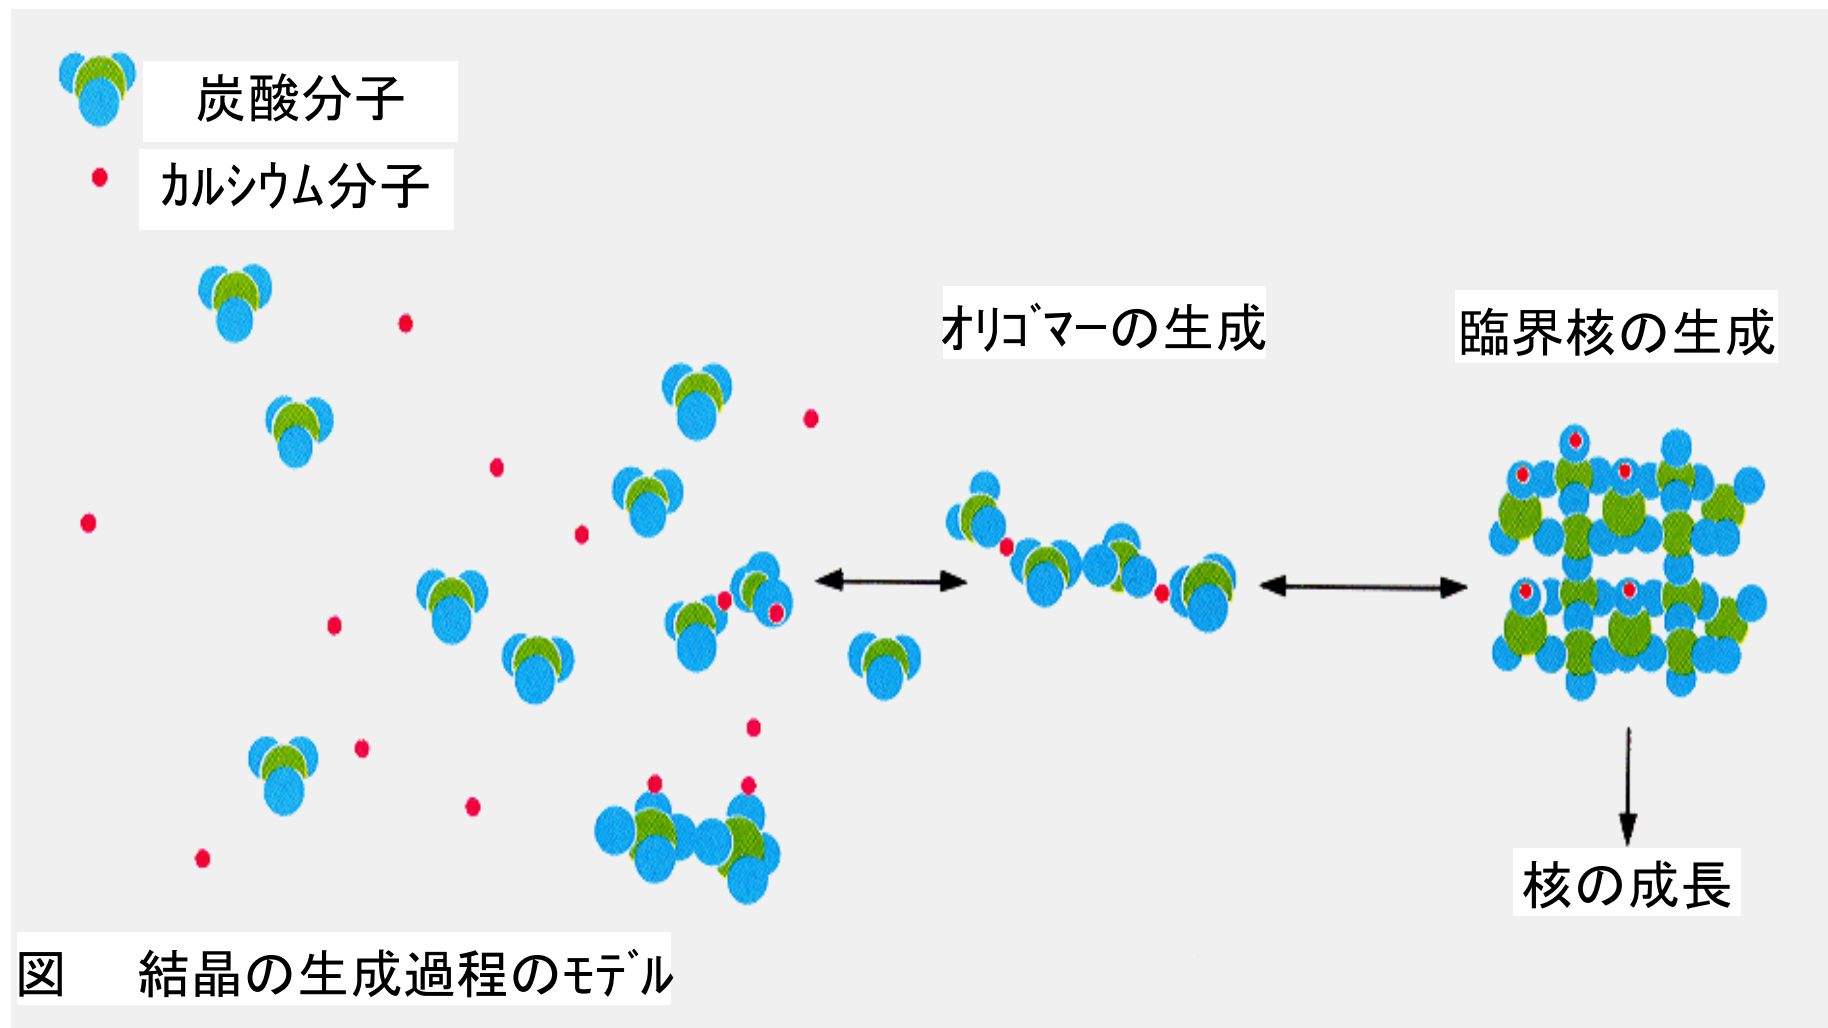 炭酸分子
ｶﾙｼｳﾑ分子
ｵﾘｺﾞﾏｰの生成
臨界核の生成
核の成長
図　結晶の生成過程のﾓﾃﾞﾙ